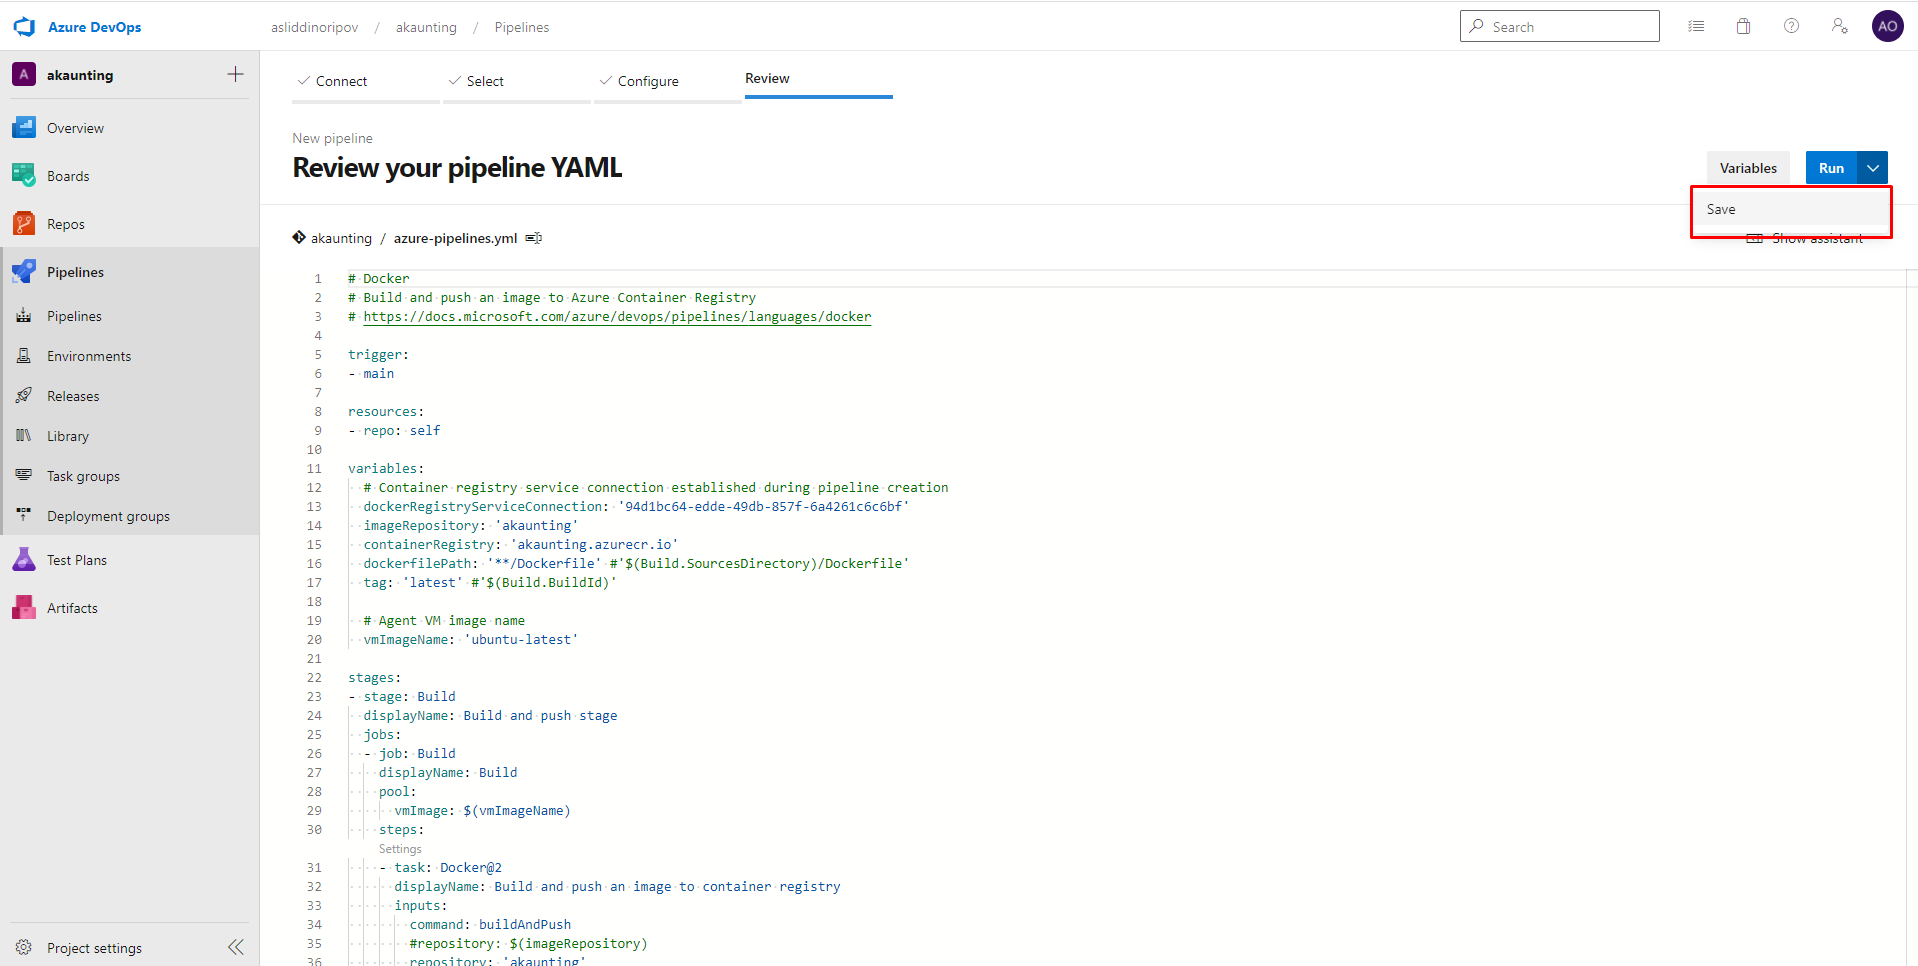 Azure DevOps
asliddinoripov / akaunting / Pipelines
Search
AO
A akaunting
Overview
Boards
Repos
Pipelines
Pipelines
Environments
Releases
Library
Task groups
Deployment groups
Test Plans
Artifacts
Project settings
Connect
Select
Configure
Review
New pipeline
Review your pipeline YAML
Variables
Run
Save
Show assistant
akaunting / azure-pipelines.yml
1 # Docker
2 # Build and push an image to Azure Container Registry
3 # https://docs.microsoft.com/azure/devops/pipelines/languages/docker
4
5 trigger:
6 - main
7
8 resources:
9 - repo: self
10
11 variables:
12 # Container registry service connection established during pipeline creation
13 dockerRegistryServiceConnection: '94d1bc64-edde-49db-857f-6a4261c6c6bf'
14 imageRepository: 'akaunting'
15 containerRegistry: 'akaunting.azurecr.io'
16 dockerfilePath: '**/Dockerfile' #'$(Build.SourcesDirectory)/Dockerfile'
17 tag: 'latest' #'$(Build.BuildId)'
18
19 # Agent VM image name
20 vmImageName: 'ubuntu-latest'
21
22 stages:
23 - stage: Build
24 displayName: Build and push stage
25 jobs:
26 - job: Build
27 displayName: Build
28 pool:
29 vmImage: $(vmImageName)
30 steps:
Settings
31 - task: Docker@2
32 displayName: Build and push an image to container registry
33 inputs:
34 command: buildAndPush
35 #repository: $(imageRepository)
36 repository: 'akaunting'